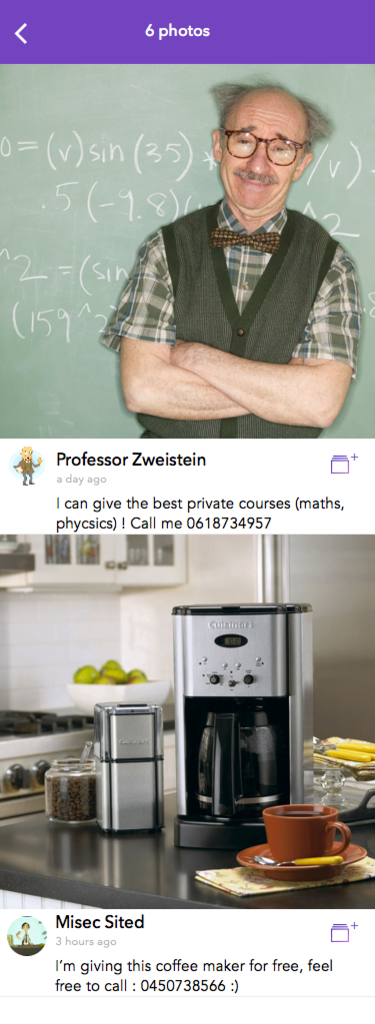 6 photos
0=(v)sin(35)
/v)
.5(-9.8)
^2
^2 =(sin
(159^2
Professor Zweistein
a day ago
I can give the best private courses (maths,
phycsics) ! Call me 0618734957
Cuisinart
Cuisinart
Misec Sited
3 hours ago
I'm giving this coffee maker for free, feel
free to call : 0450738566 :)